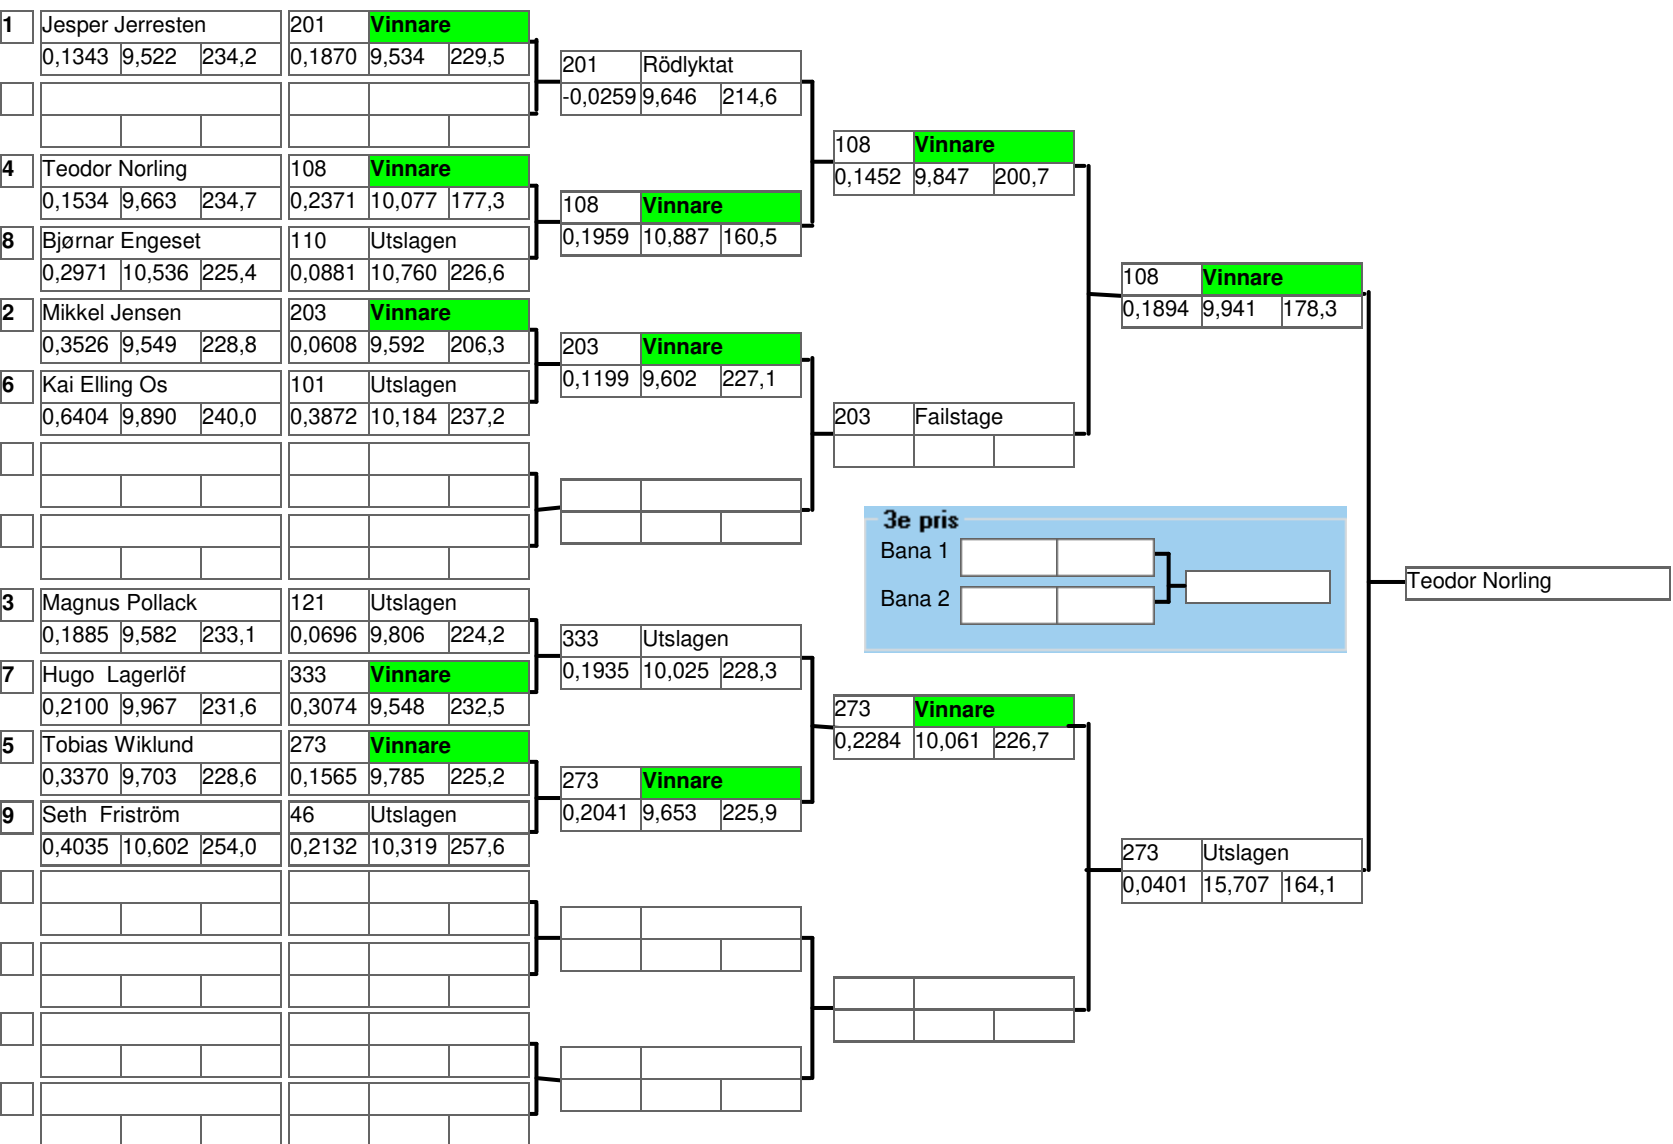 1 Jesper Jerresten 201 Vinnare
0,1343 9,522 234,2 0,1870 9,534 229,5
201 Rödlyktat
-0,0259 9,646 214,6
108 Vinnare
0,1452 9,847 200,7
4 Teodor Norling 108 Vinnare
0,1534 9,663 234,7 0,2371 10,077 177,3
108 Vinnare
0,1959 10,887 160,5
8 Bjørnar Engeset 110 Utslagen
0,2971 10,536 225,4 0,0881 10,760 226,6
108 Vinnare
0,1894 9,941 178,3
2 Mikkel Jensen 203 Vinnare
0,3526 9,549 228,8 0,0608 9,592 206,3
203 Vinnare
0,1199 9,602 227,1
6 Kai Elling Os 101 Utslagen
0,6404 9,890 240,0 0,3872 10,184 237,2
203 Failstage
3e pris
Bana 1
Bana 2
Teodor Norling
3 Magnus Pollack 121 Utslagen
0,1885 9,582 233,1 0,0696 9,806 224,2
333 Utslagen
0,1935 10,025 228,3
7 Hugo  Lagerlöf 333 Vinnare
0,2100 9,967 231,6 0,3074 9,548 232,5
273 Vinnare
0,2284 10,061 226,7
5 Tobias Wiklund 273 Vinnare
0,3370 9,703 228,6 0,1565 9,785 225,2
273 Vinnare
0,2041 9,653 225,9
9 Seth  Friström 46 Utslagen
0,4035 10,602 254,0 0,2132 10,319 257,6
273 Utslagen
0,0401 15,707 164,1